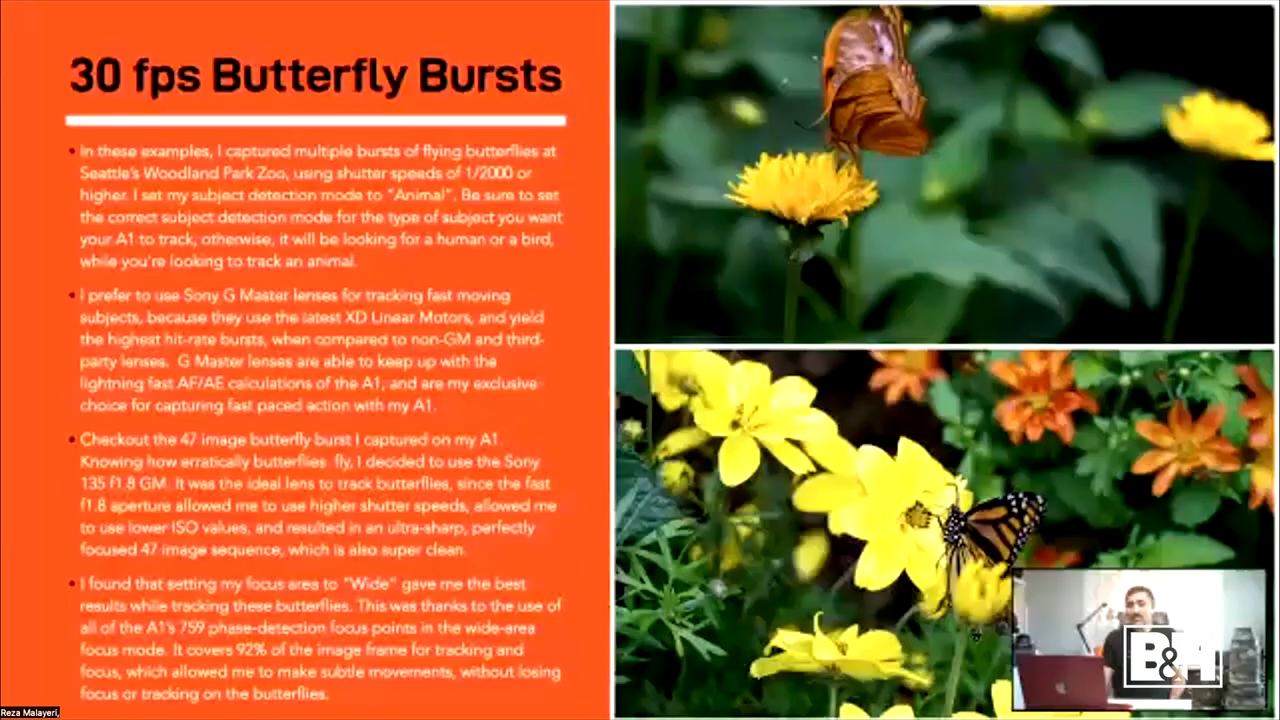 30 fps Butterfly Bursts
• In these examples, I captured multiple bursts of flying butterflies at
Seattle's Woodland Park Zoo, using shutter speeds of 1/2000 or
higher. I set my subject detection mode to "Animal". Be sure to set
the correct subject detection mode for the type of subject you want
your A1 to track, otherwise, it will be looking for a human or a bird,
while you're looking to track an animal.
• I prefer to use Sony G Master lenses for tracking fast moving
subjects, because they use the latest XD Linear Motors, and yield
the highest hit-rate bursts, when compared to non-GM and third-
party lenses. G Master lenses are able to keep up with the
lightning fast AF/AE calculations of the A1, and are my exclusive
choice for capturing fast paced action with my A1.
• Checkout the 47 image butterfly burst I captured on my A1.
Knowing how erratically butterflies fly, I decided to use the Sony
135 f1.8 GM. It was the ideal lens to track butterflies, since the fast
f1.8 aperture allowed me to use higher shutter speeds, allowed me
to use lower ISO values, and resulted in an ultra-sharp, perfectly
focused 47 image sequence, which is also super clean.
• I found that setting my focus area to "Wide" gave me the best
results while tracking these butterflies. This was thanks to the use of
all of the A1's 759 phase-detection focus points in the wide-area
focus mode. It covers 92% of the image frame for tracking and
focus, which allowed me to make subtle movements, without losing
focus or tracking on the butterflies.
Reza Malayeri,
B&H